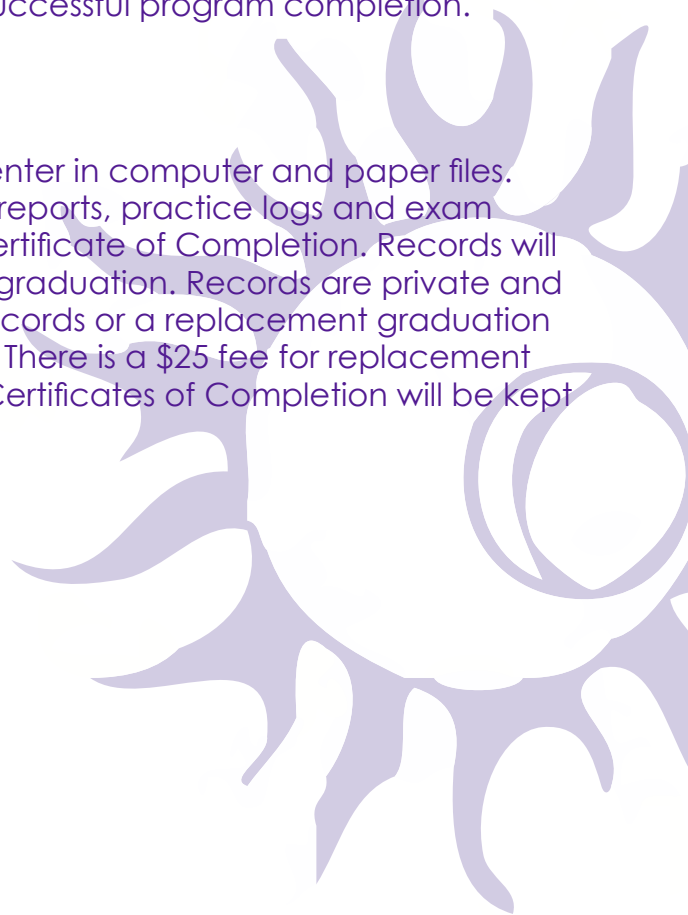 uccessful program completion.
enter in computer and paper files.
reports, practice logs and exam
ertificate of Completion. Records will
graduation. Records are private and
cords or a replacement graduation
There is a $25 fee for replacement
Certificates of Completion will be kept